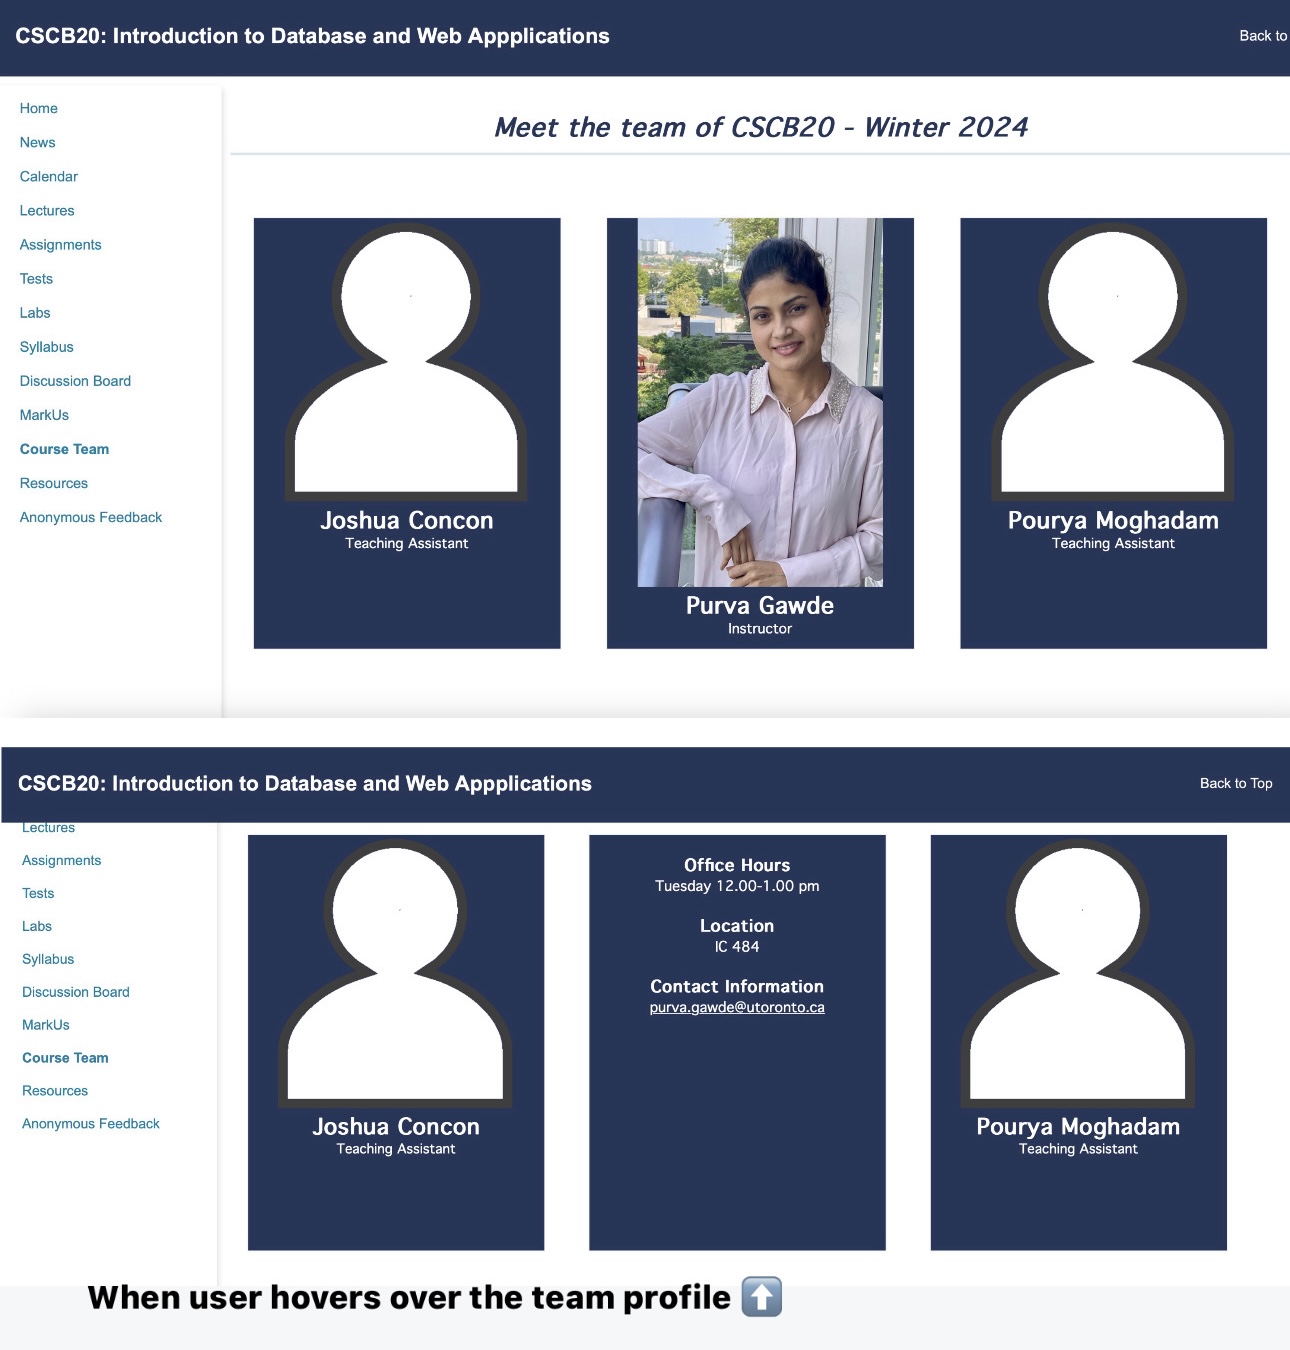 CSCB20: Introduction to Database and Web Appplications
Back to
Home
News
Calendar
Lectures
Assignments
Tests
Labs
Syllabus
Discussion Board
MarkUs
Course Team
Resources
Anonymous Feedback
Meet the team of CSCB20 - Winter 2024
Joshua Concon
Teaching Assistant
Purva Gawde
Instructor
Pourya Moghadam
Teaching Assistant
CSCB20: Introduction to Database and Web Appplications
Back to Top
Lectures
Assignments
Tests
Labs
Syllabus
Discussion Board
MarkUs
Course Team
Resources
Anonymous Feedback
Joshua Concon
Teaching Assistant
Office Hours
Tuesday 12.00-1.00 pm
Location
IC 484
Contact Information
purva.gawde@utoronto.ca
Pourya Moghadam
Teaching Assistant
When user hovers over the team profile ⬆️